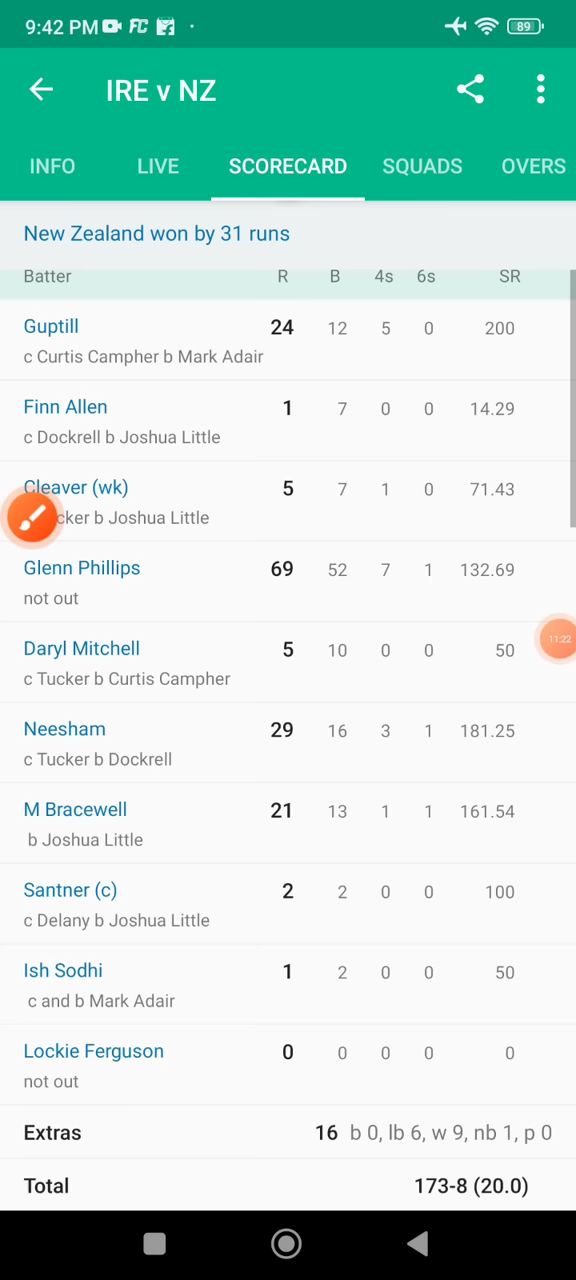 9:42 PM FC 89
IRE v NZ
INFO LIVE SCORECARD SQUADS OVERS
New Zealand won by 31 runs
Batter R B 4s 6s SR
Guptill 24 12 5 0 200
c Curtis Campher b Mark Adair
Finn Allen 1 7 0 0 14.29
c Dockrell b Joshua Little
Cleaver (wk) 5 7 1 0 71.43
cker b Joshua Little
Glenn Phillips 69 52 7 1 132.69
not out
11:22
Daryl Mitchell 5 10 0 0 50
c Tucker b Curtis Campher
Neesham 29 16 3 1 181.25
c Tucker b Dockrell
M Bracewell 21 13 1 1 161.54
b Joshua Little
Santner (c) 2 2 0 0 100
c Delany b Joshua Little
Ish Sodhi 1 2 0 0 50
c and b Mark Adair
Lockie Ferguson 0 0 0 0 0
not out
Extras 16 b 0, lb 6, w 9, nb 1, p 0
Total 173-8 (20.0)